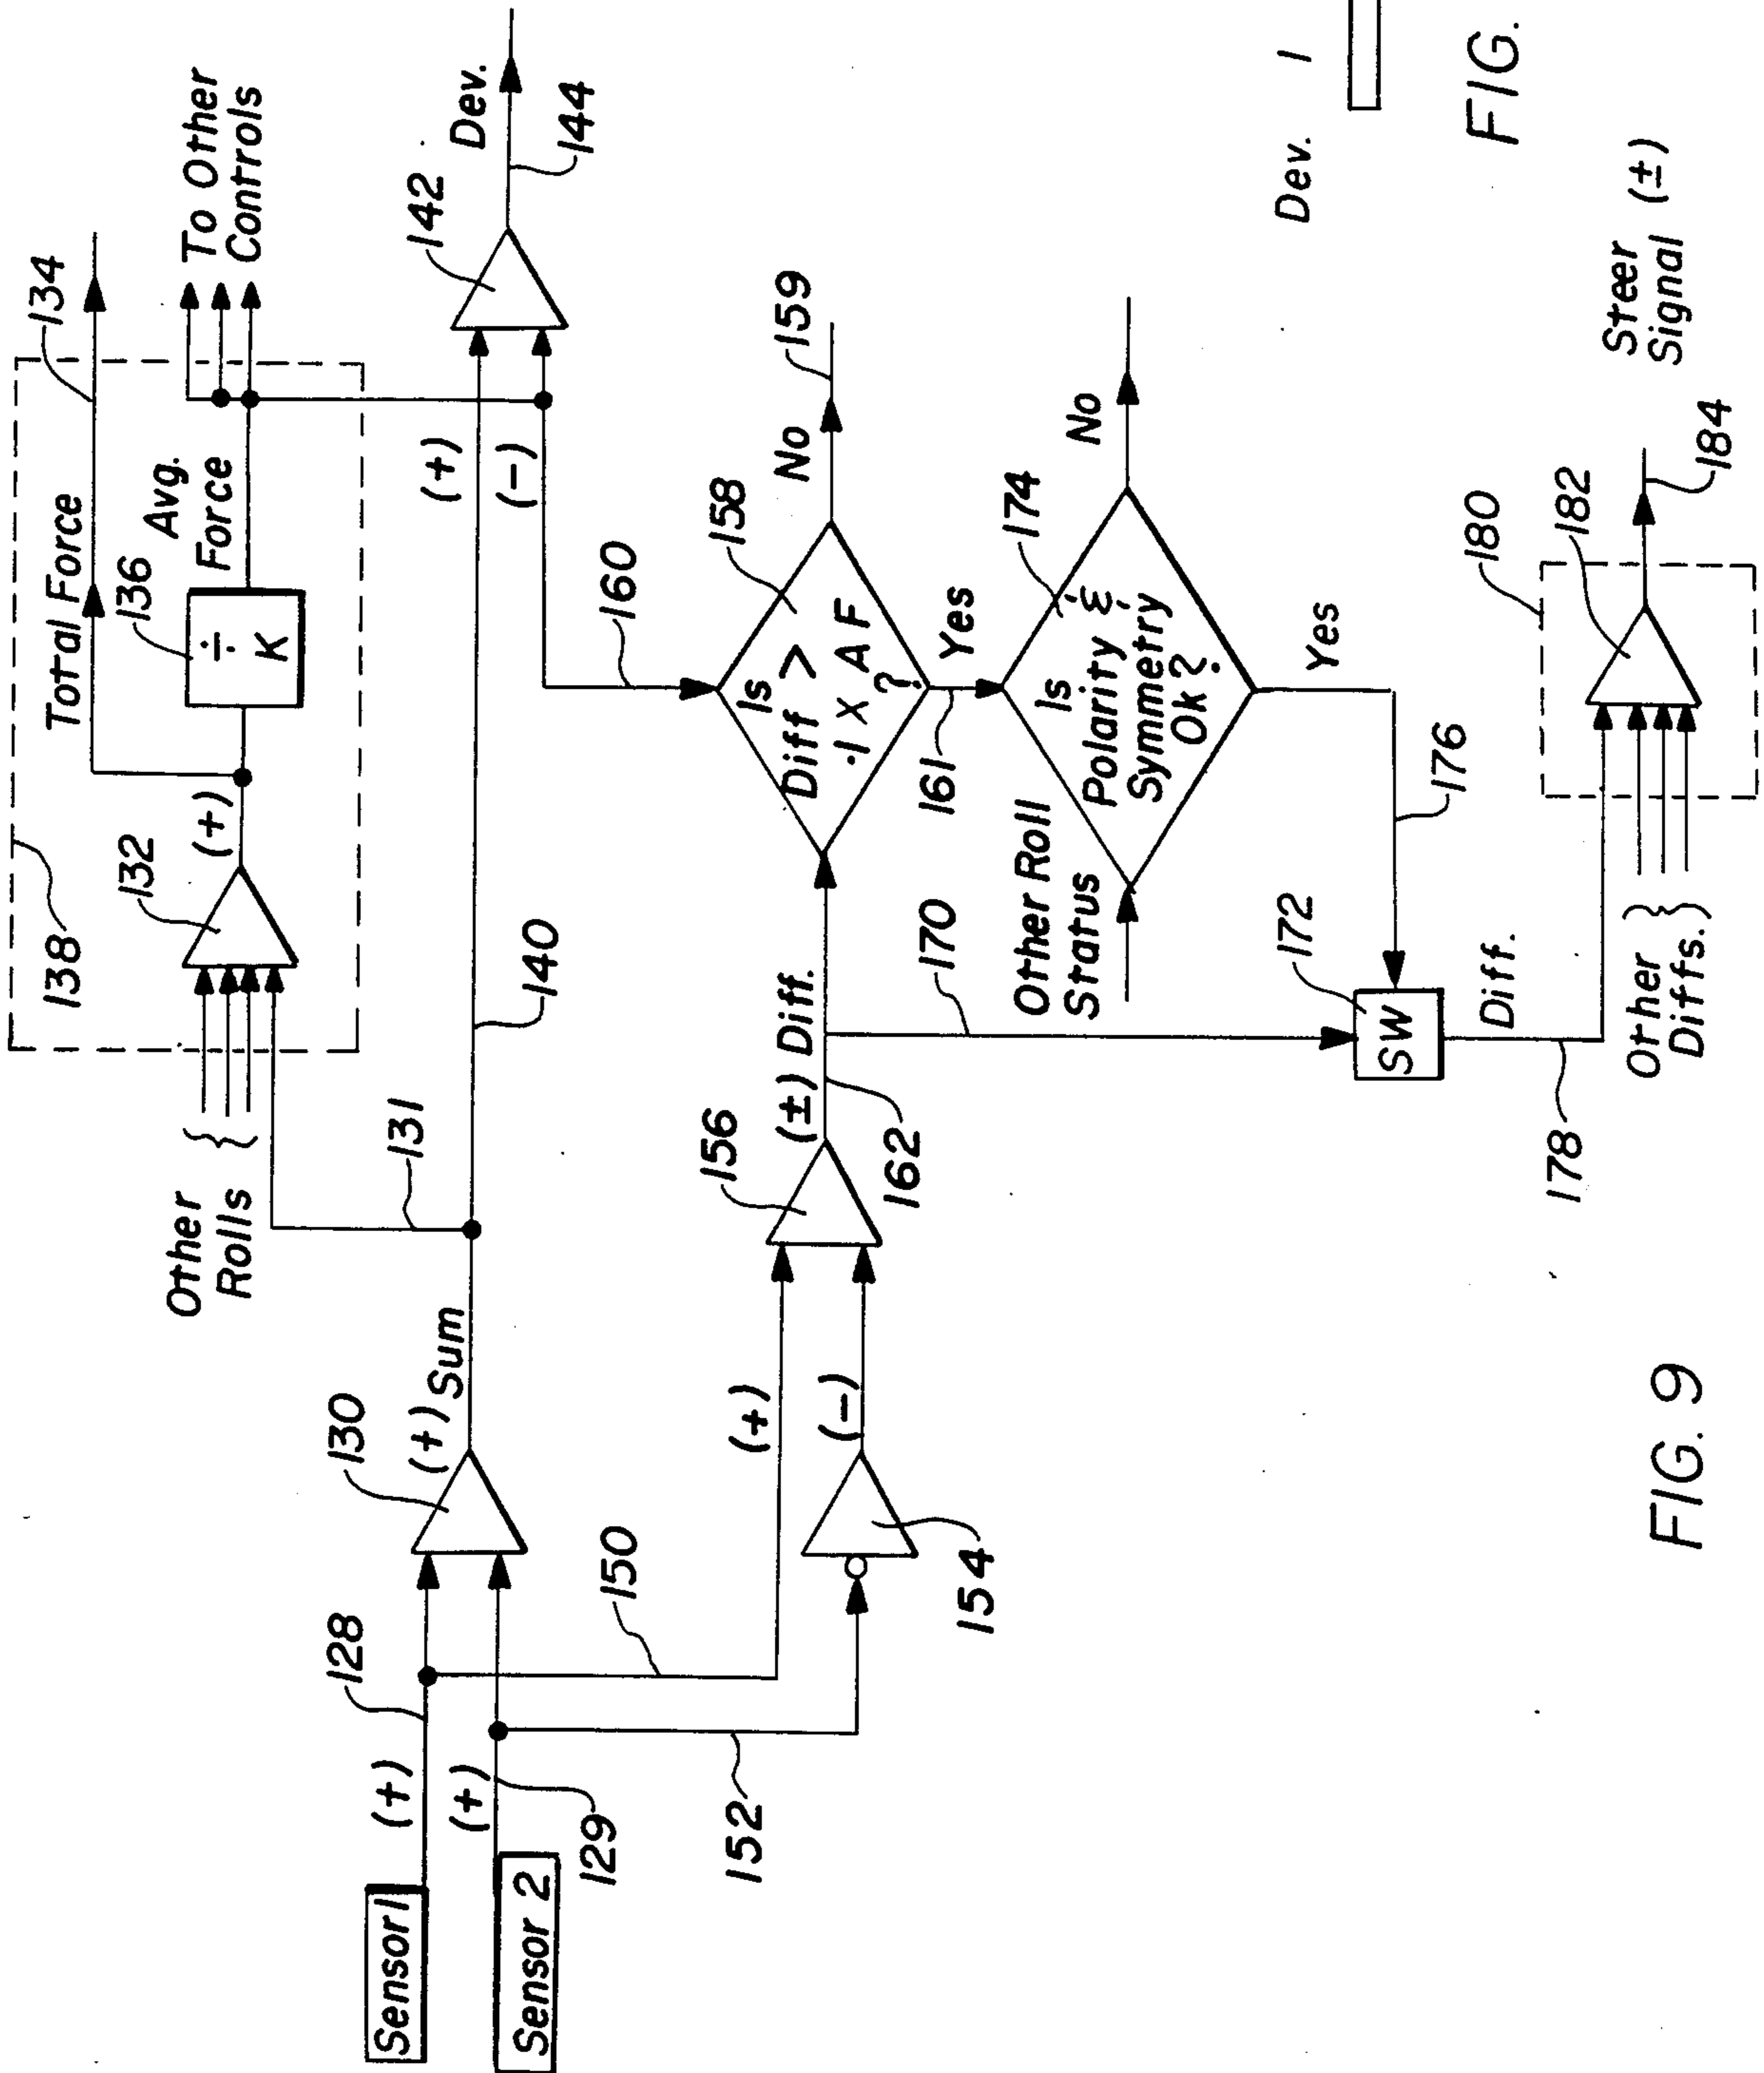 138
132
(+)
Total Force
136
÷
K
Avg.
Force
134
To Other
Controls
Other
Rolls
131
140
(+)
(-)
142
Dev.
144
Sensor 1
Sensor 2
(+)
(+)
128
129
130
(+) Sum
150
152
154
(+)
(-)
156
(±) Diff.
162
170
160
158
Is
Diff >
.1 x AF
?
No
159
Yes
161
Other Roll
Status
174
Is
Polarity &
Symmetry
Ok?
No
Yes
176
172
SW
Diff.
178
Other
Diffs.
180
182
184
Steer
Signal (±)
Dev. 1
FIG. 9
FIG.